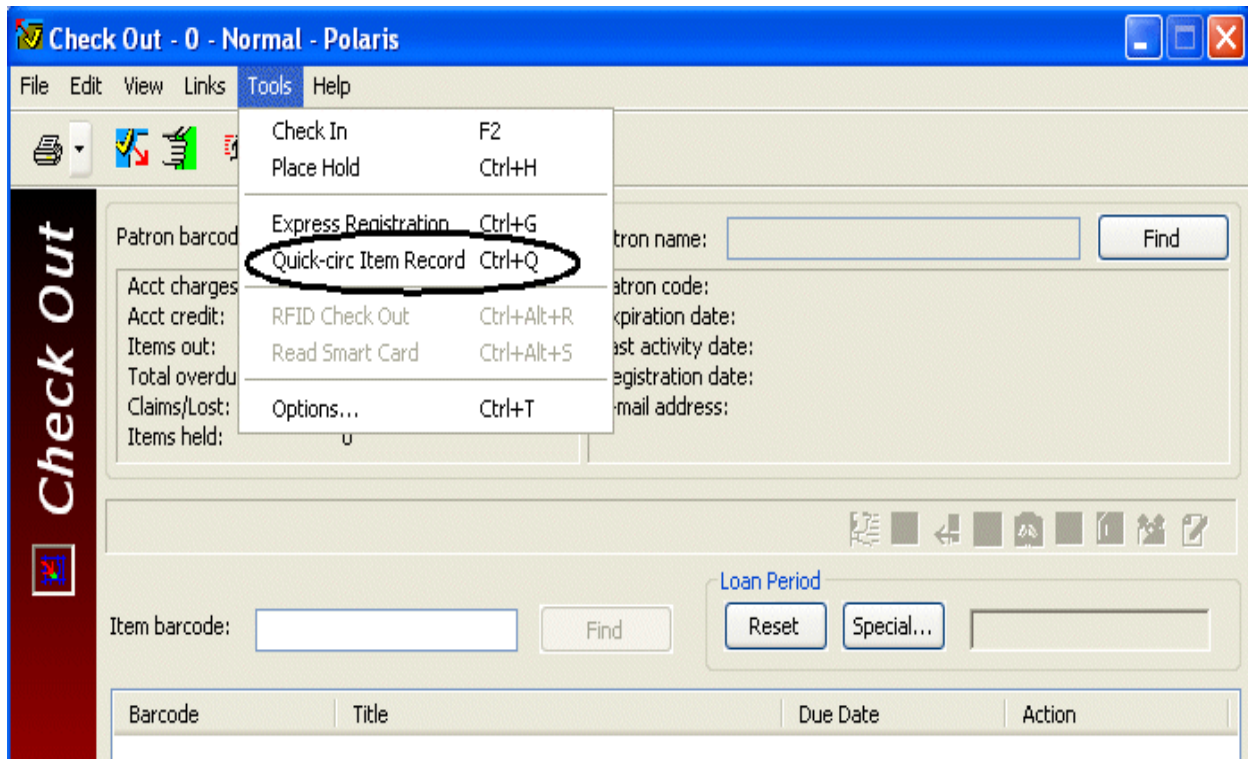 Check Out - 0 - Normal - Polaris
File Edit View Links Tools Help
Check In F2
Place Hold Ctrl+H
Express Registration Ctrl+G
Quick-circ Item Record Ctrl+Q
RFID Check Out Ctrl+Alt+R
Read Smart Card Ctrl+Alt+S
Options... Ctrl+T
Check Out
Patron barcod
tron name:
Find
Acct charges
atron code:
Acct credit:
xpiration date:
Items out:
ast activity date:
Total overdu
egistration date:
Claims/Lost:
-mail address:
Items held: 0
Loan Period
Item barcode:
Find
Reset
Special...
Barcode Title Due Date Action